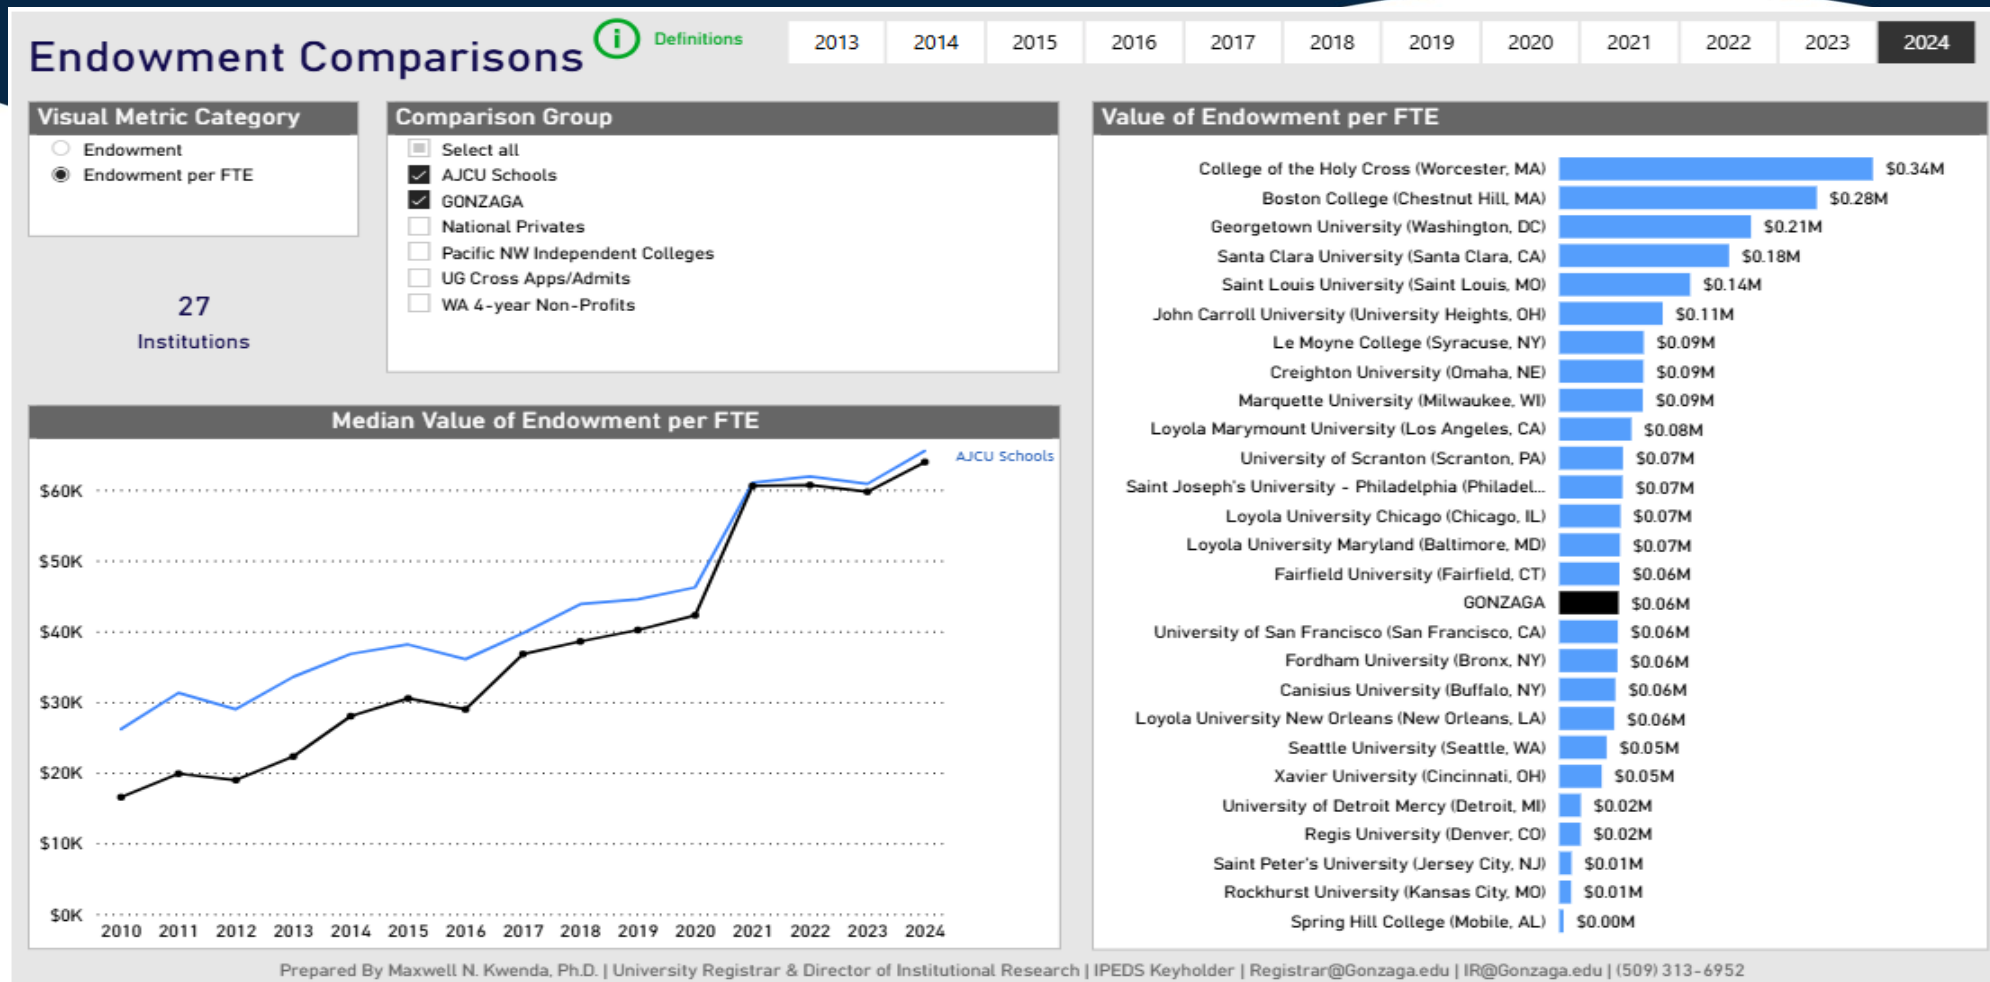 Endowment Comparisons
i
Definitions
2013 2014 2015 2016 2017 2018 2019 2020 2021 2022 2023 2024
Visual Metric Category
Endowment
Endowment per FTE
27
Institutions
Comparison Group
Select all
AJCU Schools
GONZAGA
National Privates
Pacific NW Independent Colleges
UG Cross Apps/Admits
WA 4-year Non-Profits
Median Value of Endowment per FTE
AJCU Schools
$60K
$50K
$40K
$30K
$20K
$10K
$0K
2010 2011 2012 2013 2014 2015 2016 2017 2018 2019 2020 2021 2022 2023 2024
Value of Endowment per FTE
College of the Holy Cross (Worcester, MA) $0.34M
Boston College (Chestnut Hill, MA) $0.28M
Georgetown University (Washington, DC) $0.21M
Santa Clara University (Santa Clara, CA) $0.18M
Saint Louis University (Saint Louis, MO) $0.14M
John Carroll University (University Heights, OH) $0.11M
Le Moyne College (Syracuse, NY) $0.09M
Creighton University (Omaha, NE) $0.09M
Marquette University (Milwaukee, WI) $0.09M
Loyola Marymount University (Los Angeles, CA) $0.08M
University of Scranton (Scranton, PA) $0.07M
Saint Joseph's University - Philadelphia (Philadel... $0.07M
Loyola University Chicago (Chicago, IL) $0.07M
Loyola University Maryland (Baltimore, MD) $0.07M
Fairfield University (Fairfield, CT) $0.06M
GONZAGA $0.06M
University of San Francisco (San Francisco, CA) $0.06M
Fordham University (Bronx, NY) $0.06M
Canisius University (Buffalo, NY) $0.06M
Loyola University New Orleans (New Orleans, LA) $0.06M
Seattle University (Seattle, WA) $0.05M
Xavier University (Cincinnati, OH) $0.05M
University of Detroit Mercy (Detroit, MI) $0.02M
Regis University (Denver, CO) $0.02M
Saint Peter's University (Jersey City, NJ) $0.01M
Rockhurst University (Kansas City, MO) $0.01M
Spring Hill College (Mobile, AL) $0.00M
Prepared By Maxwell N. Kwenda, Ph.D. | University Registrar & Director of Institutional Research | IPEDS Keyholder | Registrar@Gonzaga.edu | IR@Gonzaga.edu | (509) 313-6952